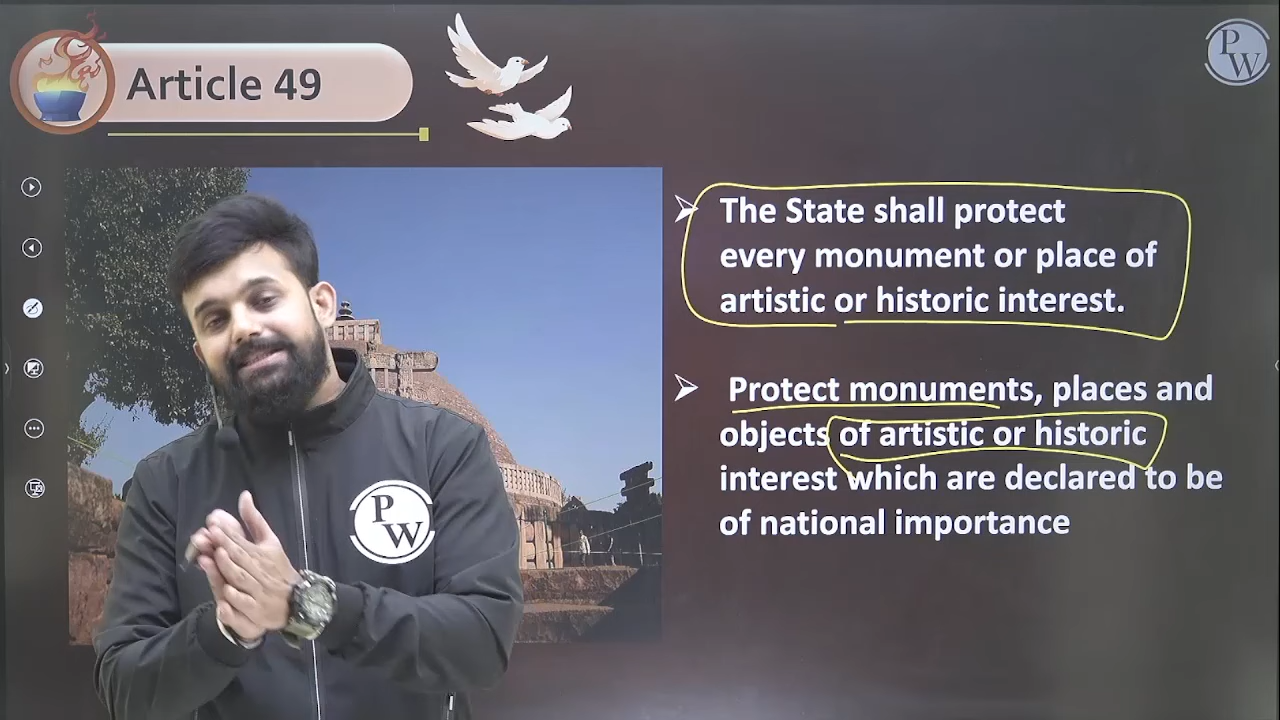 Article 49
PW
The State shall protect
every monument or place of
artistic or historic interest.
Protect monuments, places and
objects of artistic or historic
interest which are declared to be
of national importance
PW